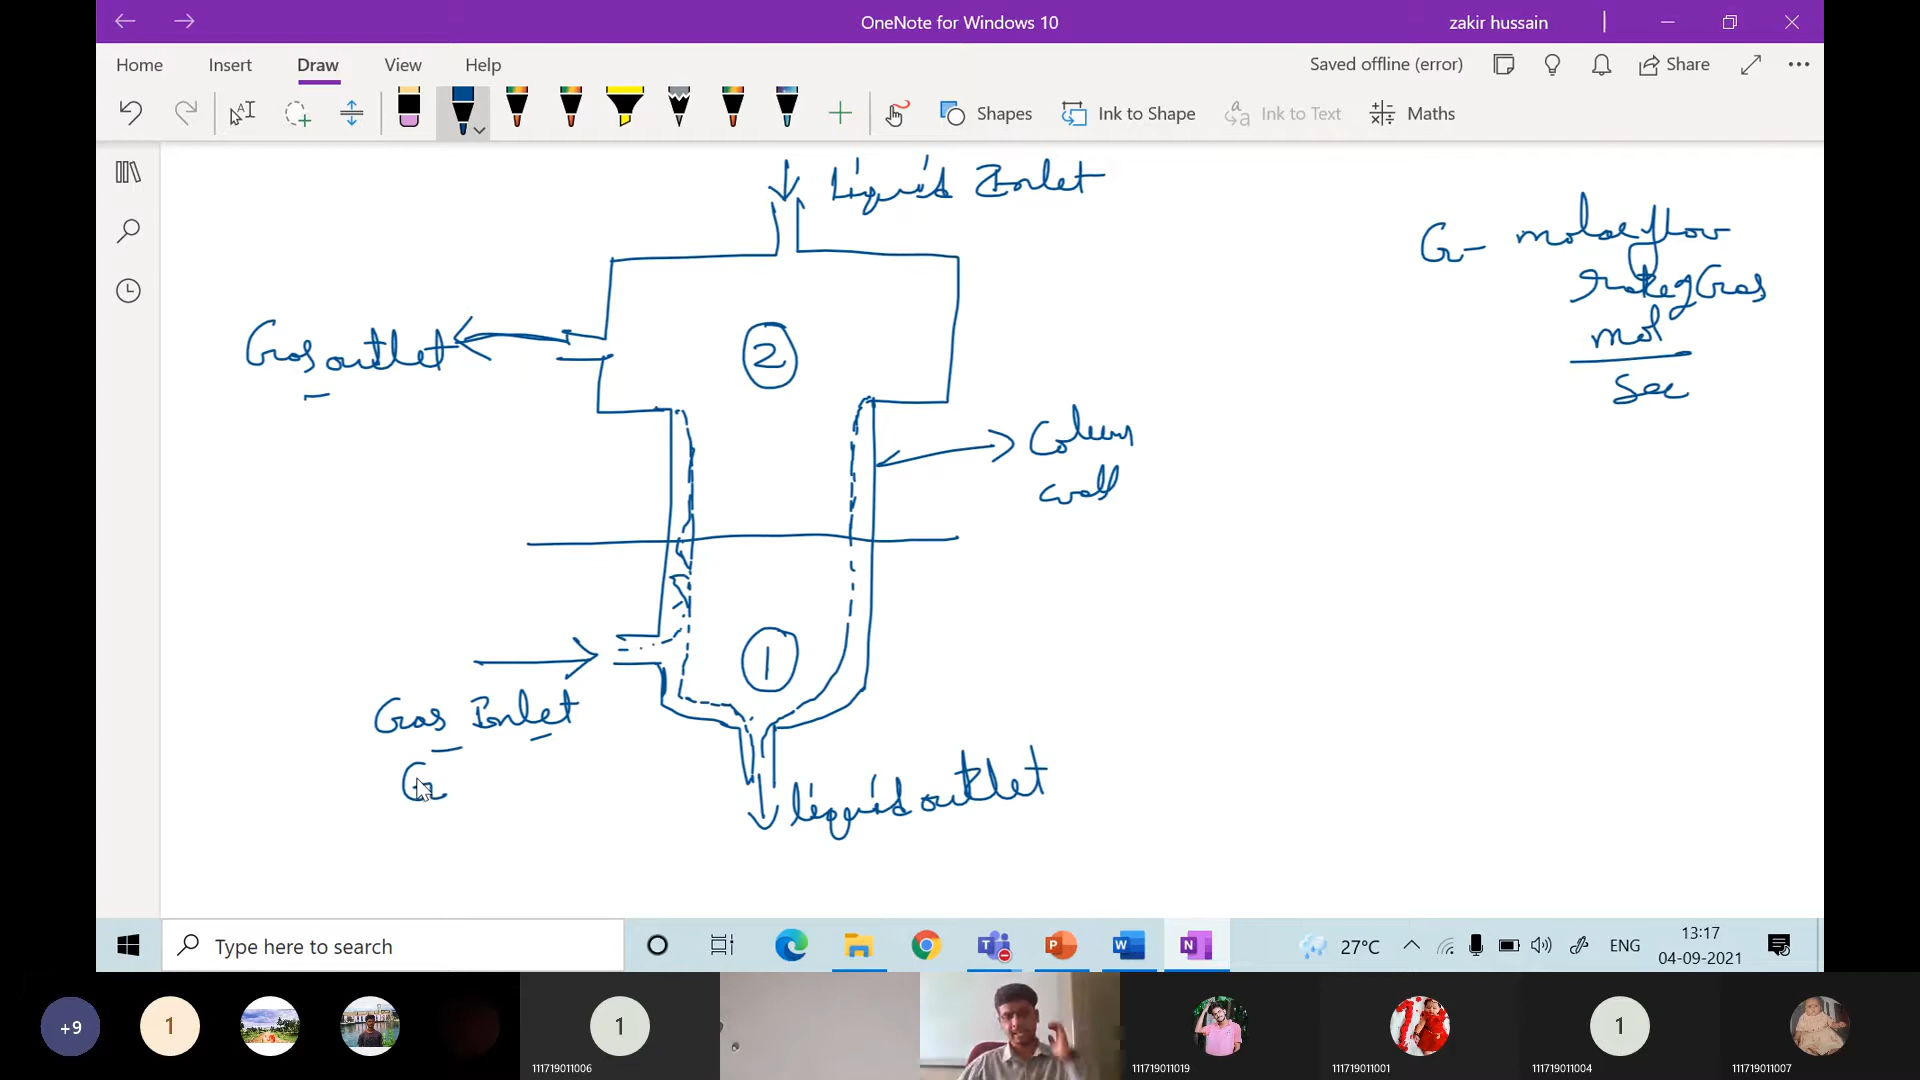 OneNote for Windows 10
zakir hussain
Home Insert Draw View Help
Saved offline (error) Share
Shapes Ink to Shape Ink to Text Maths
Liquid Inlet
G - molar flow
rate of Gas
mol
sec
Gas outlet
2
Column
wall
1
Gas Inlet
G
liquid outlet
Type here to search
27°C
ENG
13:17
04-09-2021
+9
1
1
111719011006
111719011019
111719011001
1
111719011004
111719011007